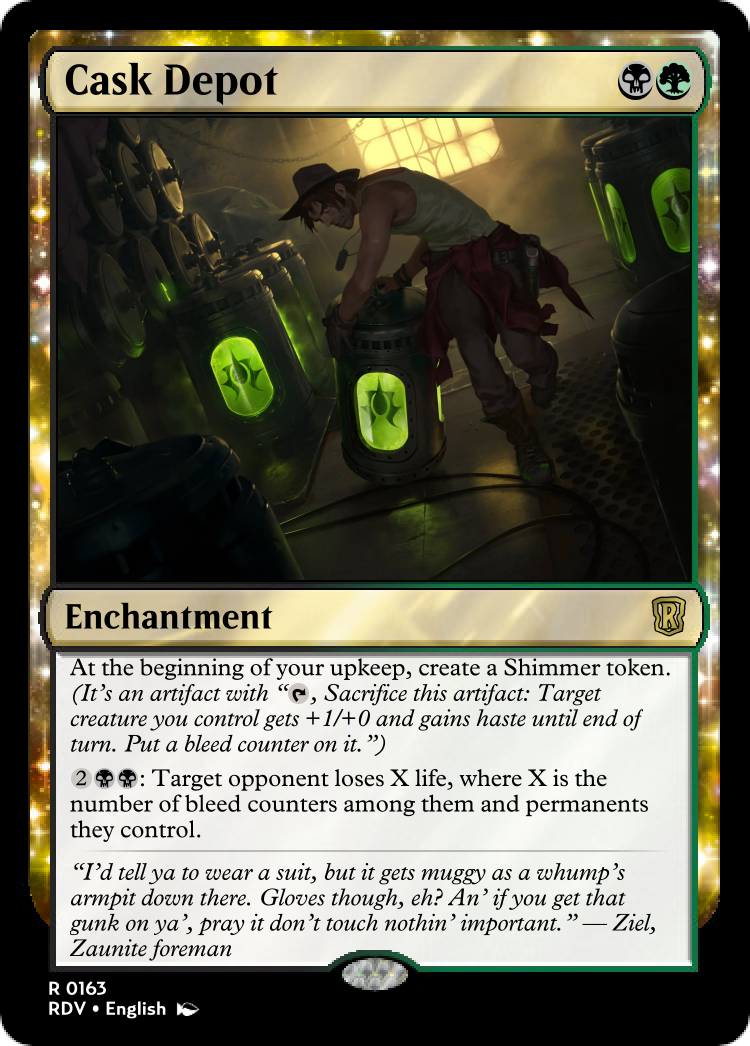 Cask Depot
Enchantment
R
At the beginning of your upkeep, create a Shimmer token.
(It's an artifact with “, Sacrifice this artifact: Target
creature you control gets +1/+0 and gains haste until end of
turn. Put a bleed counter on it.”)
2: Target opponent loses X life, where X is the
number of bleed counters among them and permanents
they control.
“I'd tell ya to wear a suit, but it gets muggy as a whump's
armpit down there. Gloves though, eh? An' if you get that
gunk on ya', pray it don't touch nothin' important.” — Ziel,
Zaunite foreman
R 0163
RDV • English